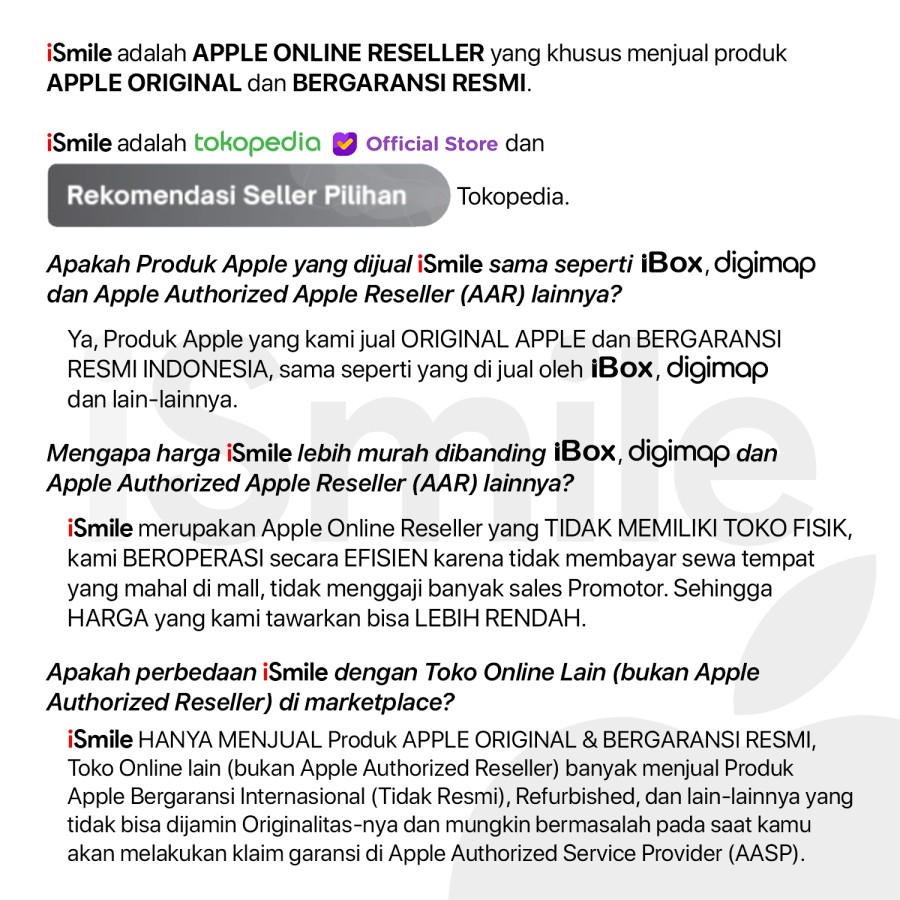 iSmile adalah APPLE ONLINE RESELLER yang khusus menjual produk
APPLE ORIGINAL dan BERGARANSI RESMI.
iSmile adalah tokopedia Official Store dan
Rekomendasi Seller Pilihan Tokopedia.
Apakah Produk Apple yang dijual iSmile sama seperti iBox, digimap
dan Apple Authorized Apple Reseller (AAR) lainnya?
Ya, Produk Apple yang kami jual ORIGINAL APPLE dan BERGARANSI
RESMI INDONESIA, sama seperti yang di jual oleh iBox, digimap
dan lain-lainnya.
Mengapa harga iSmile lebih murah dibanding iBox, digimap dan
Apple Authorized Apple Reseller (AAR) lainnya?
iSmile merupakan Apple Online Reseller yang TIDAK MEMILIKI TOKO FISIK,
kami BEROPERASI secara EFISIEN karena tidak membayar sewa tempat
yang mahal di mall, tidak menggaji banyak sales Promotor. Sehingga
HARGA yang kami tawarkan bisa LEBIH RENDAH.
Apakah perbedaan iSmile dengan Toko Online Lain (bukan Apple
Authorized Reseller) di marketplace?
iSmile HANYA MENJUAL Produk APPLE ORIGINAL & BERGARANSI RESMI,
Toko Online lain (bukan Apple Authorized Reseller) banyak menjual Produk
Apple Bergaransi Internasional (Tidak Resmi), Refurbished, dan lain-lainnya yang
tidak bisa dijamin Originalitas-nya dan mungkin bermasalah pada saat kamu
akan melakukan klaim garansi di Apple Authorized Service Provider (AASP).
iSmile